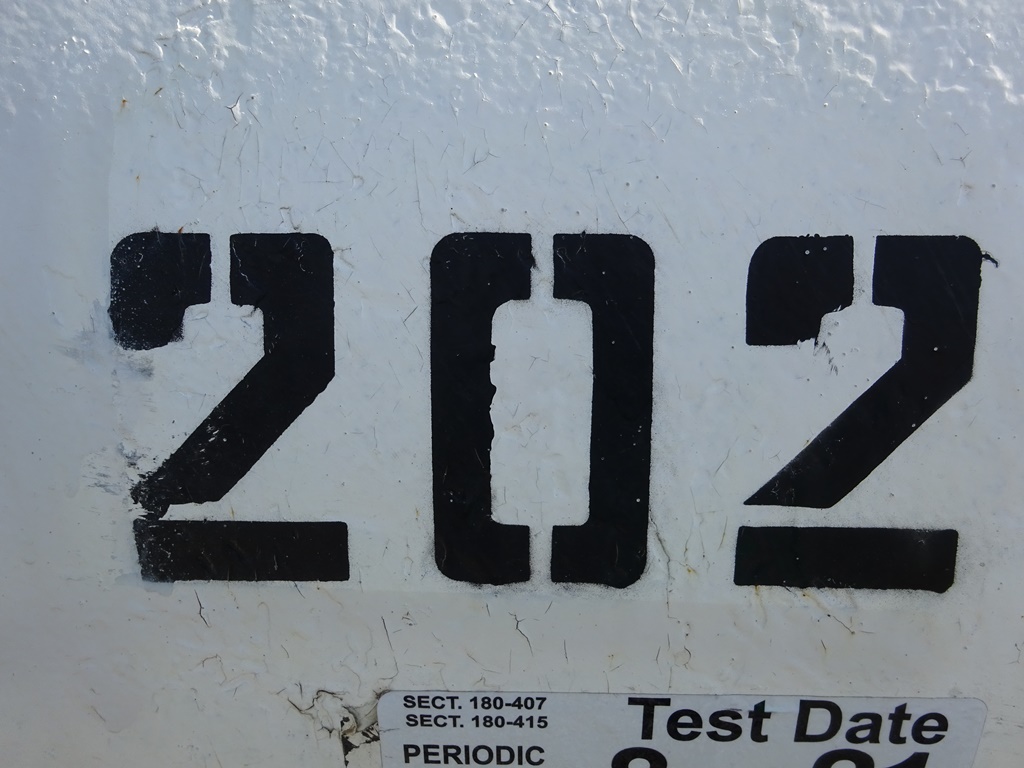 202
SECT. 180-407
SECT. 180-415
PERIODIC
Test Date